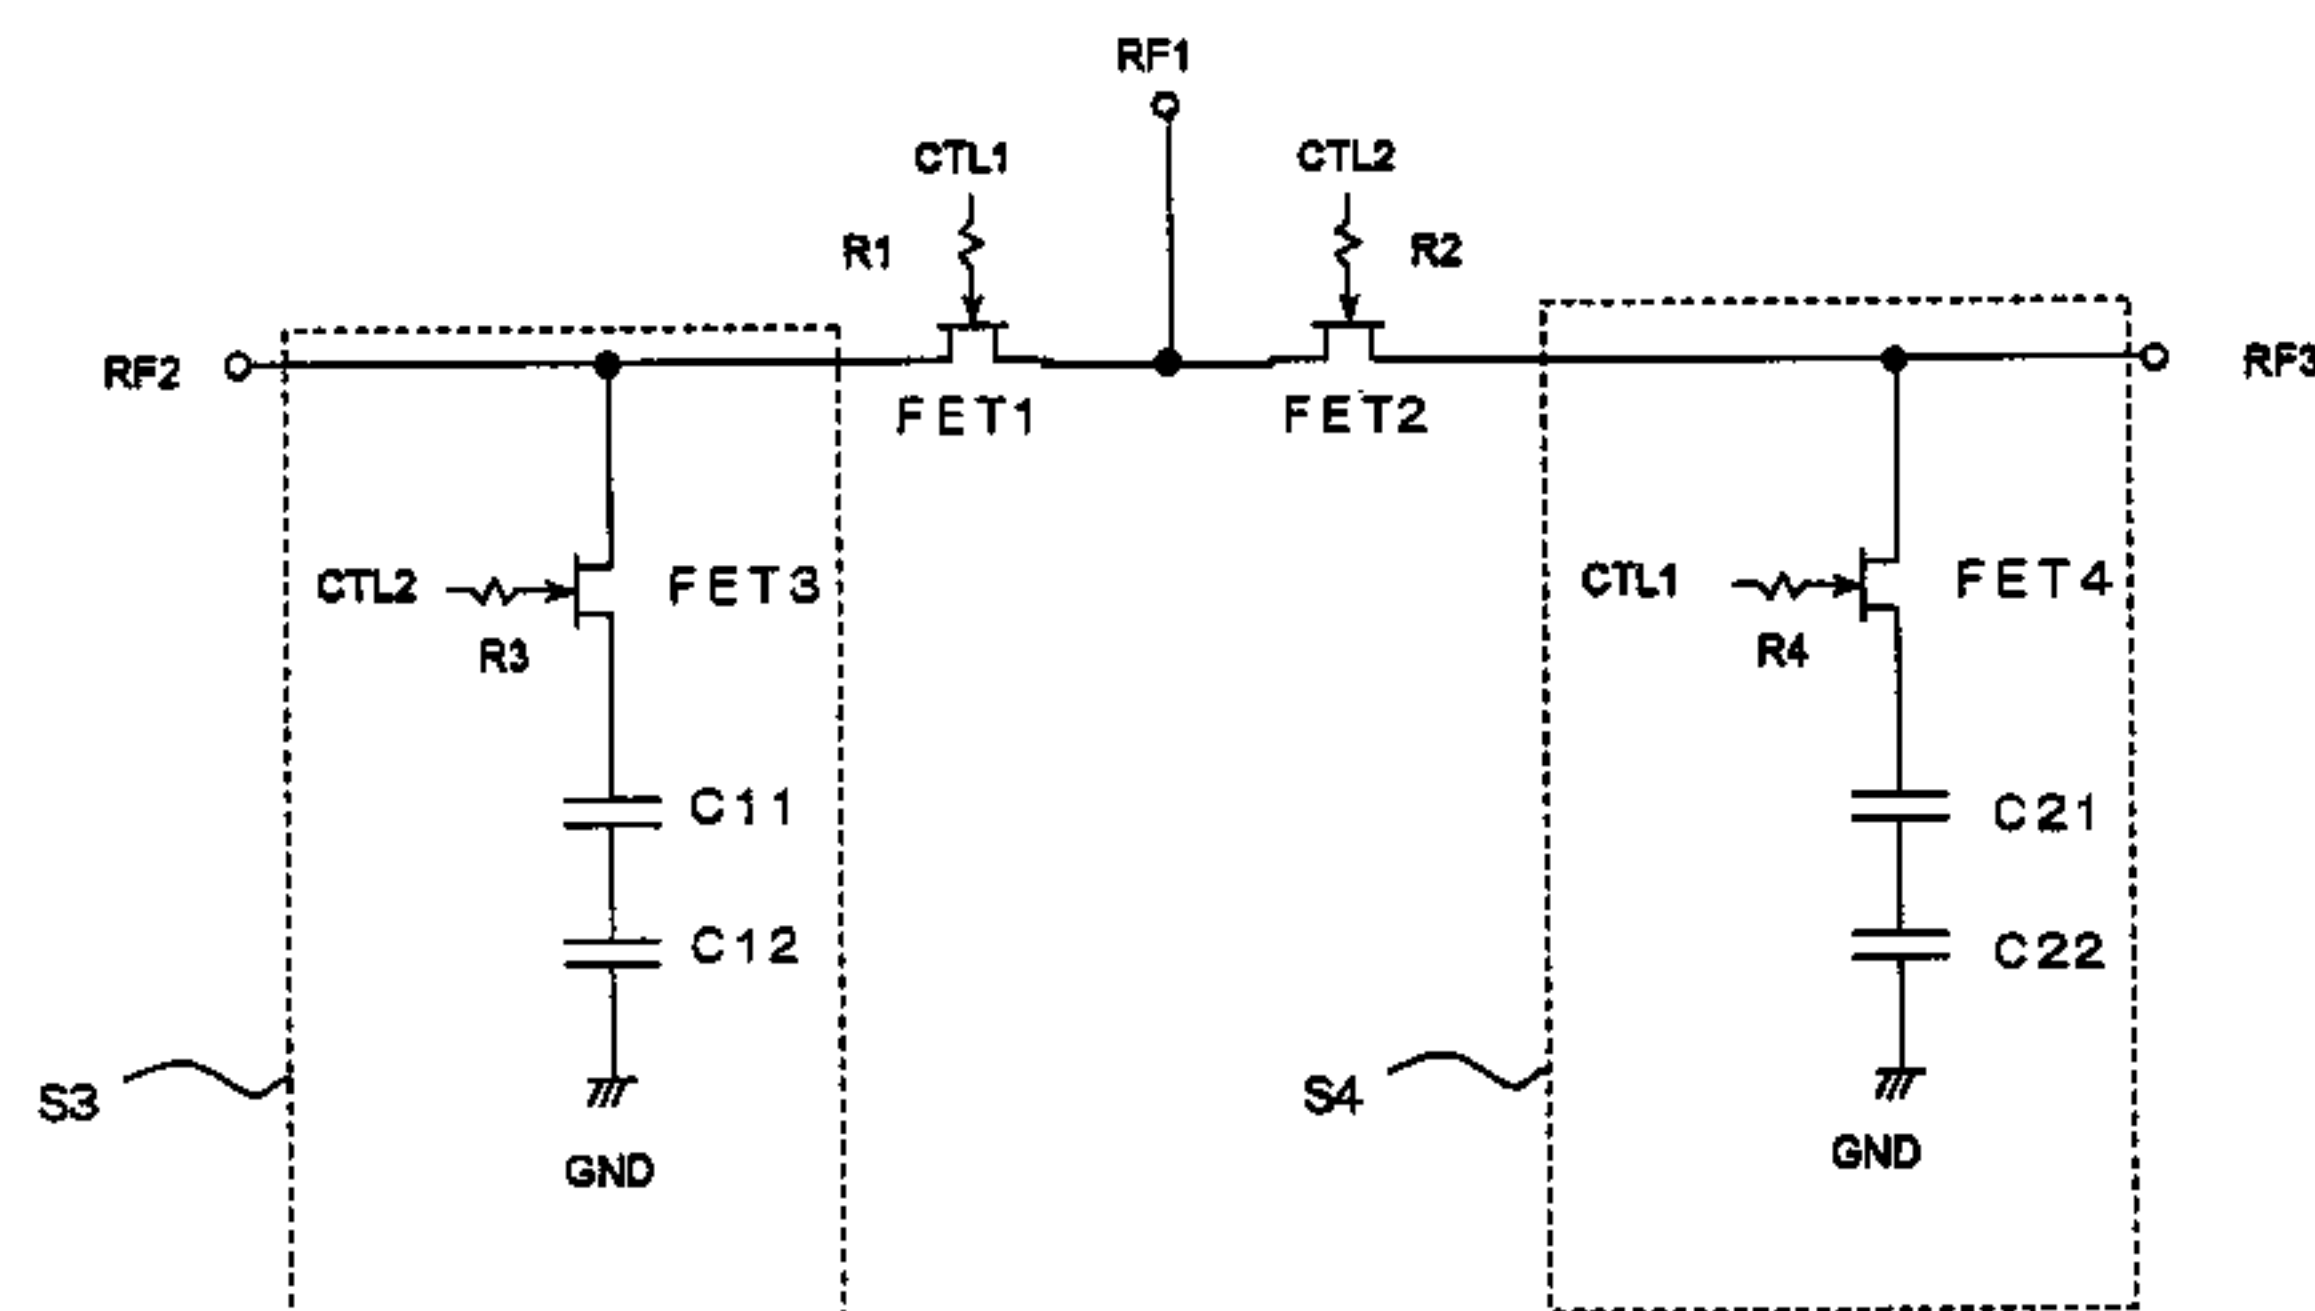 RF1
CTL1
CTL2
R1
R2
RF2
RF3
FET1
FET2
CTL2
FET3
R3
CTL1
FET4
R4
C11
C21
C12
C22
S3
S4
GND
GND